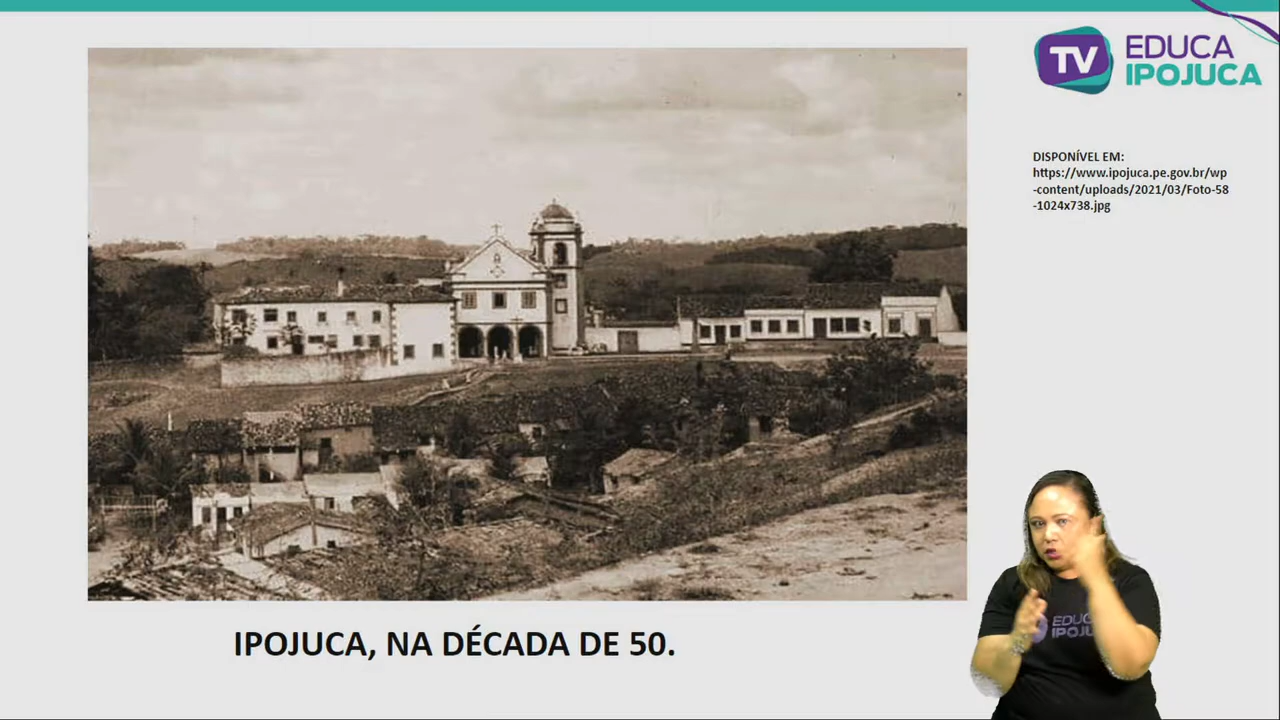 TV EDUCA
IPOJUCA
DISPONÍVEL EM:
https://www.ipojuca.pe.gov.br/wp
-content/uploads/2021/03/Foto-58
-1024x738.jpg
IPOJUCA, NA DÉCADA DE 50.